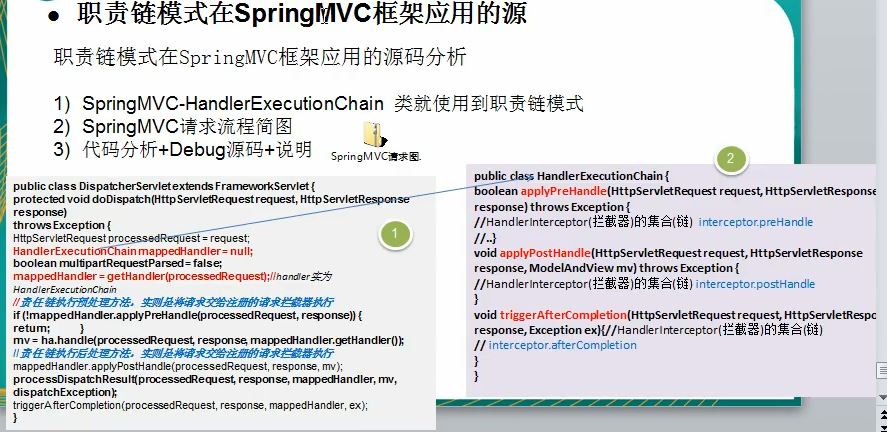 ● 职责链模式在SpringMVC框架应用的源
职责链模式在SpringMVC框架应用的源码分析
1) SpringMVC-HandlerExecutionChain 类就使用到职责链模式
2) SpringMVC请求流程简图
3) 代码分析+Debug源码+说明
SpringMVC请求图.
public class DispatcherServlet extends FrameworkServlet {
protected void doDispatch(HttpServletRequest request, HttpServletResponse
response)
throws Exception {
HttpServletRequest processedRequest = request;
HandlerExecutionChain mappedHandler = null;
boolean multipartRequestParsed = false;
mappedHandler = getHandler(processedRequest);//handler实为
HandlerExecutionChain
//责任链执行预处理方法，实则是将请求交给注册的请求拦截器执行
if (!mappedHandler.applyPreHandle(processedRequest, response)) {
return; }
mv = ha.handle(processedRequest, response, mappedHandler.getHandler());
//责任链执行后处理方法，实则是将请求交给注册的请求拦截器执行
mappedHandler.applyPostHandle(processedRequest, response, mv);
processDispatchResult(processedRequest, response, mappedHandler, mv,
dispatchException);
triggerAfterCompletion(processedRequest, response, mappedHandler, ex);
}
1
2
public class HandlerExecutionChain {
boolean applyPreHandle(HttpServletRequest request, HttpServletResponse
response) throws Exception {
//HandlerInterceptor(拦截器)的集合(链) interceptor.preHandle
//..}
void applyPostHandle(HttpServletRequest request, HttpServletResponse
response, ModelAndView mv) throws Exception {
//HandlerInterceptor(拦截器)的集合(链) interceptor.postHandle
}
void triggerAfterCompletion(HttpServletRequest request, HttpServletRespo
response, Exception ex){//HandlerInterceptor(拦截器)的集合(链)
// interceptor.afterCompletion
}
}